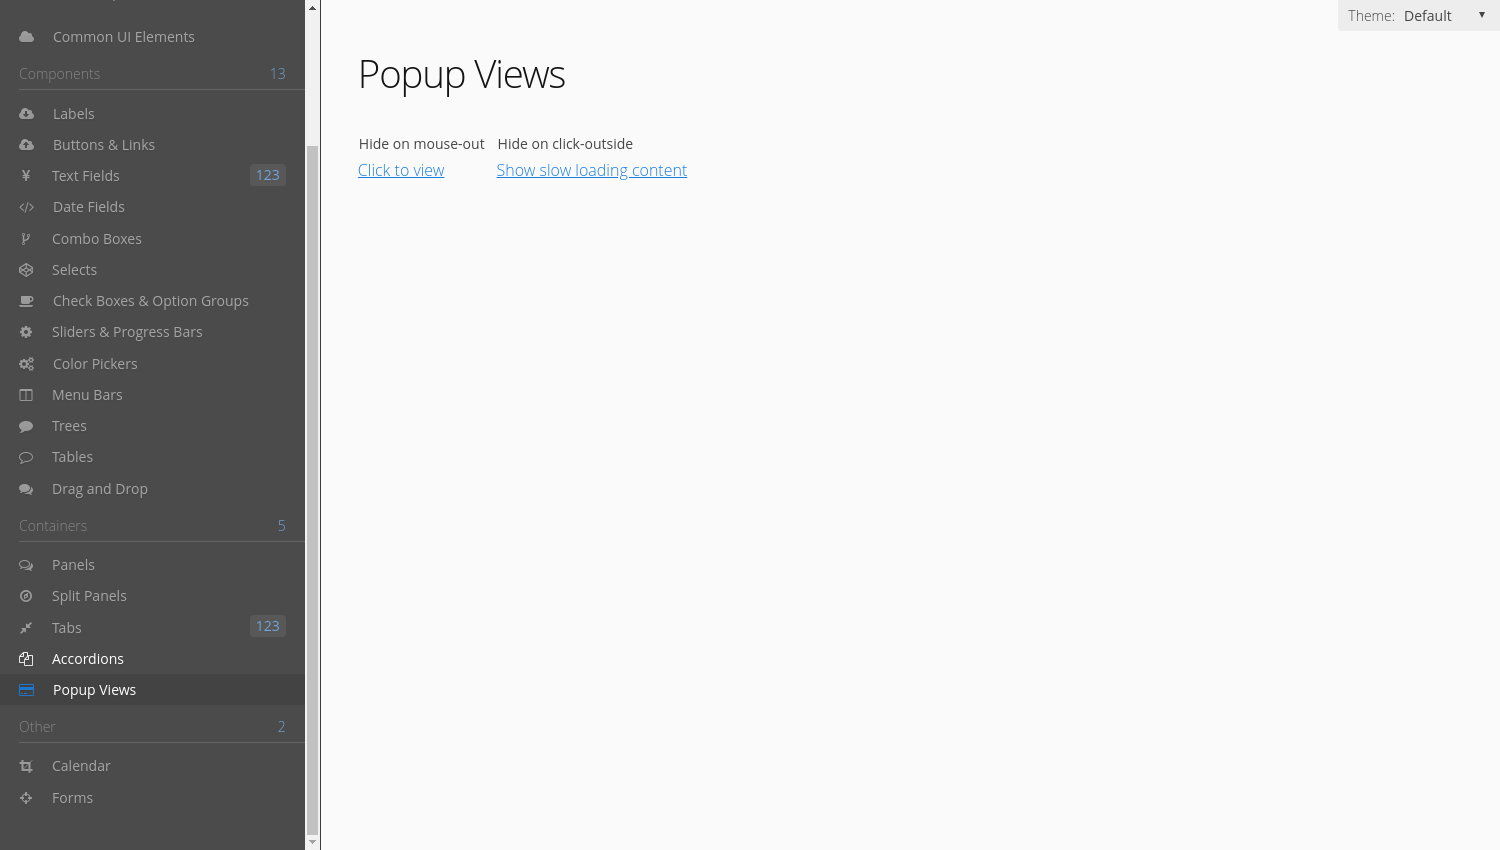 Common UI Elements
Components 13
Labels
Buttons & Links
Text Fields 123
Date Fields
Combo Boxes
Selects
Check Boxes & Option Groups
Sliders & Progress Bars
Color Pickers
Menu Bars
Trees
Tables
Drag and Drop
Containers 5
Panels
Split Panels
Tabs 123
Accordions
Popup Views
Other 2
Calendar
Forms
Theme: Default
Popup Views
Hide on mouse-out Hide on click-outside
Click to view Show slow loading content